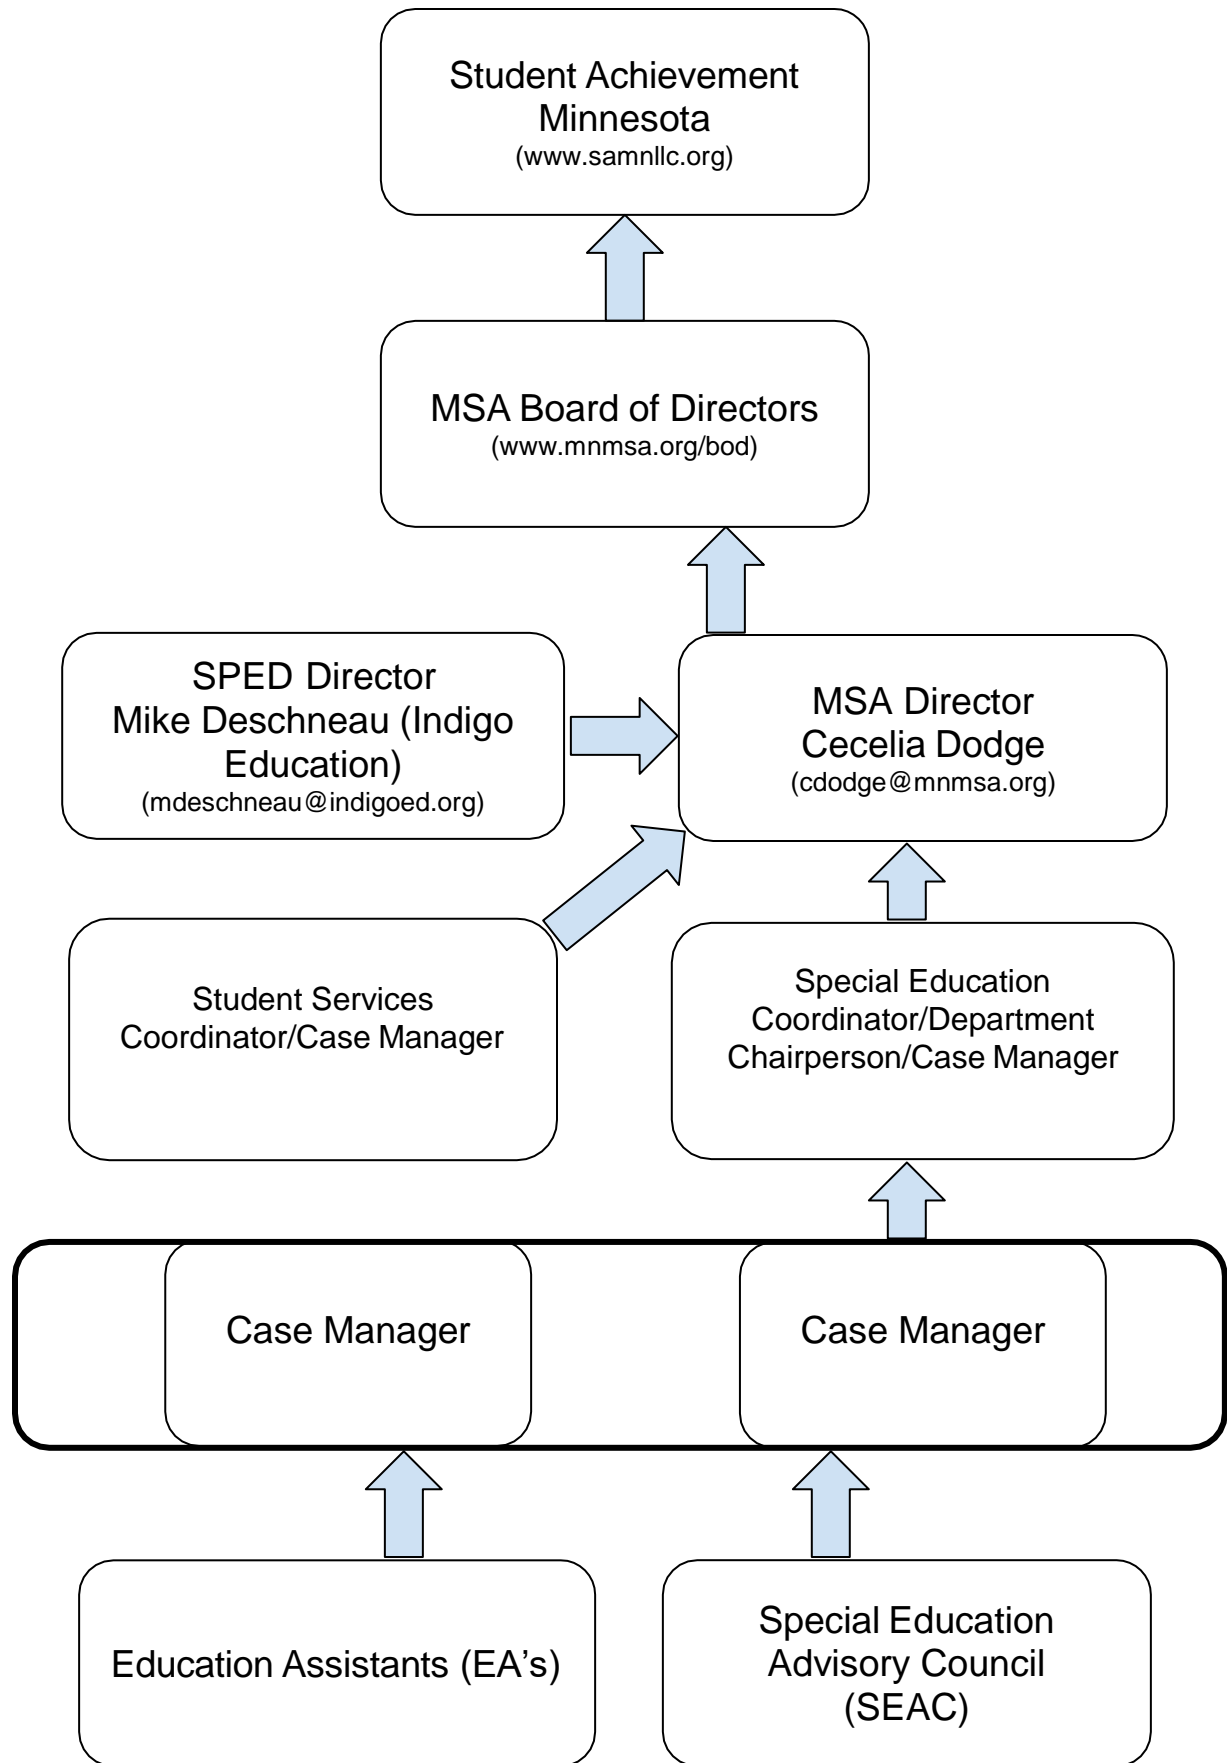 Student Achievement
Minnesota
(www.samnllc.org)
MSA Board of Directors
(www.mnmsa.org/bod)
SPED Director
Mike Deschneau (Indigo
Education)
(mdeschneau@indigoed.org)
MSA Director
Cecelia Dodge
(cdodge@mnmsa.org)
Student Services
Coordinator/Case Manager
Special Education
Coordinator/Department
Chairperson/Case Manager
Case Manager
Case Manager
Education Assistants (EA's)
Special Education
Advisory Council
(SEAC)